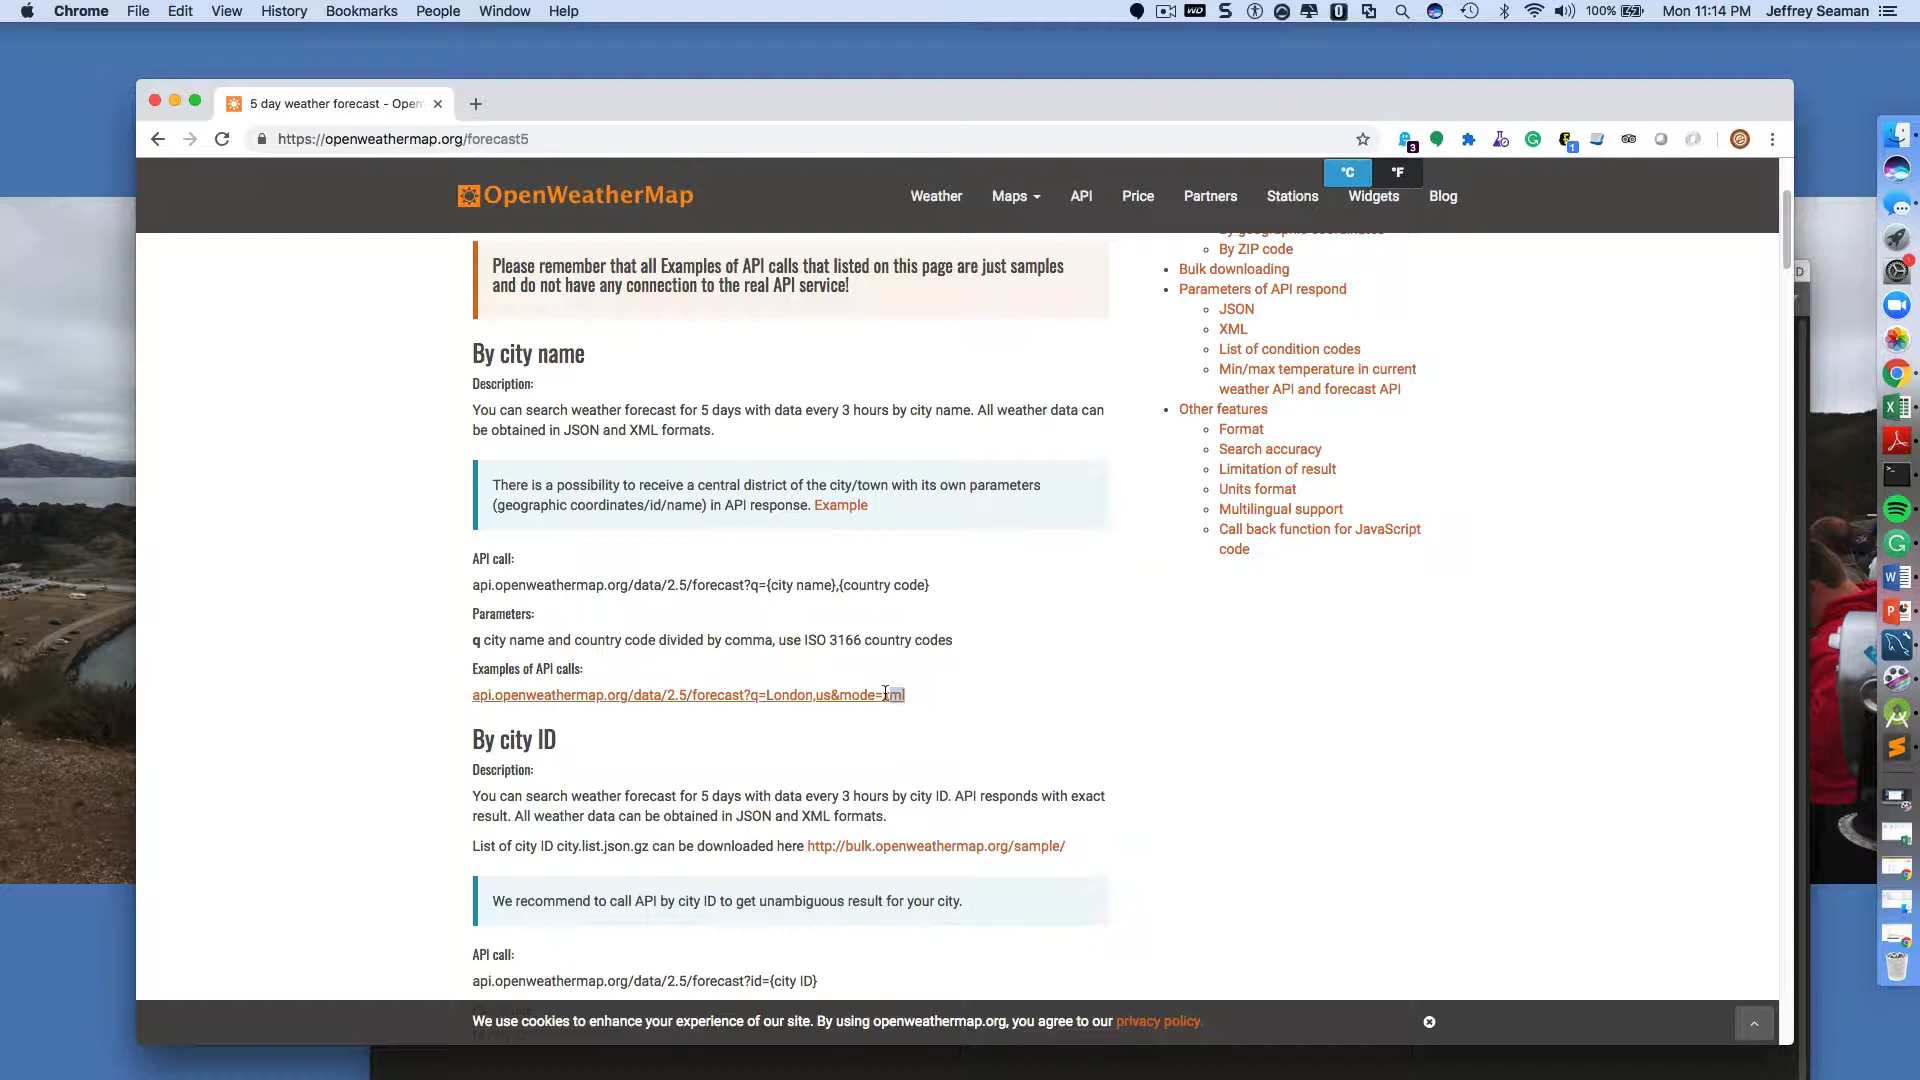 Chrome File Edit View History Bookmarks People Window Help
100% Mon 11:14 PM Jeffrey Seaman
5 day weather forecast - Open
https://openweathermap.org/forecast5
3
1
°C °F
OpenWeatherMap
Weather Maps API Price Partners Stations Widgets Blog
Please remember that all Examples of API calls that listed on this page are just samples
and do not have any connection to the real API service!
By city name
Description:
You can search weather forecast for 5 days with data every 3 hours by city name. All weather data can
be obtained in JSON and XML formats.
There is a possibility to receive a central district of the city/town with its own parameters
(geographic coordinates/id/name) in API response. Example
API call:
api.openweathermap.org/data/2.5/forecast?q={city name},{country code}
Parameters:
q city name and country code divided by comma, use ISO 3166 country codes
Examples of API calls:
api.openweathermap.org/data/2.5/forecast?q=London,us&mode=xml
By city ID
Description:
You can search weather forecast for 5 days with data every 3 hours by city ID. API responds with exact
result. All weather data can be obtained in JSON and XML formats.
List of city ID city.list.json.gz can be downloaded here http://bulk.openweathermap.org/sample/
We recommend to call API by city ID to get unambiguous result for your city.
API call:
api.openweathermap.org/data/2.5/forecast?id={city ID}
By geographic coordinates
By ZIP code
Bulk downloading
Parameters of API respond
JSON
XML
List of condition codes
Min/max temperature in current
weather API and forecast API
Other features
Format
Search accuracy
Limitation of result
Units format
Multilingual support
Call back function for JavaScript
code
We use cookies to enhance your experience of our site. By using openweathermap.org, you agree to our privacy policy.